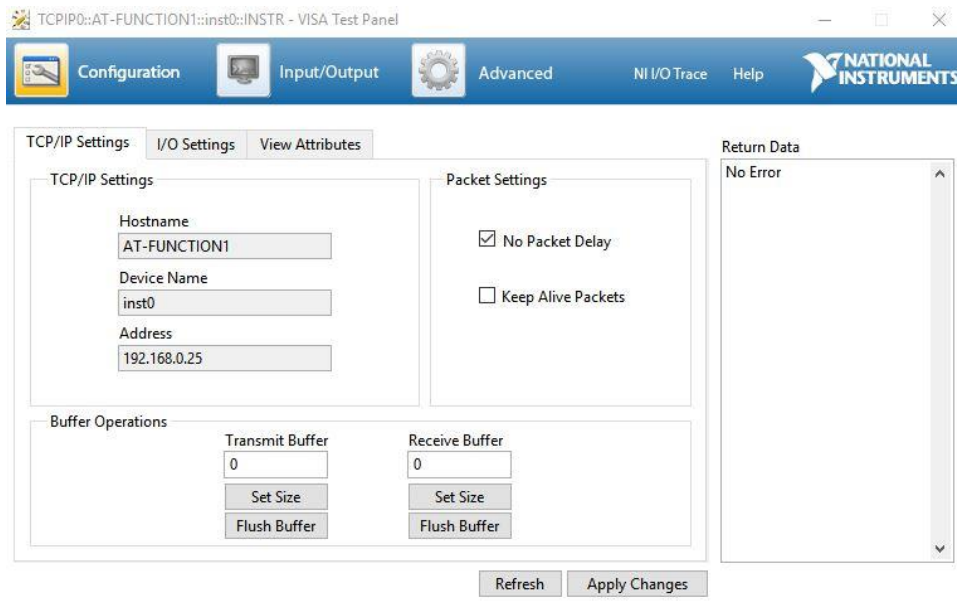 TCPIP0::AT-FUNCTION1::inst0::INSTR - VISA Test Panel
Configuration
Input/Output
Advanced
NI I/O Trace
Help
NATIONAL
INSTRUMENTS
TCP/IP Settings
I/O Settings
View Attributes
TCP/IP Settings
Hostname
AT-FUNCTION1
Device Name
inst0
Address
192.168.0.25
Packet Settings
No Packet Delay
Keep Alive Packets
Buffer Operations
Transmit Buffer
0
Set Size
Flush Buffer
Receive Buffer
0
Set Size
Flush Buffer
Return Data
No Error
Refresh
Apply Changes